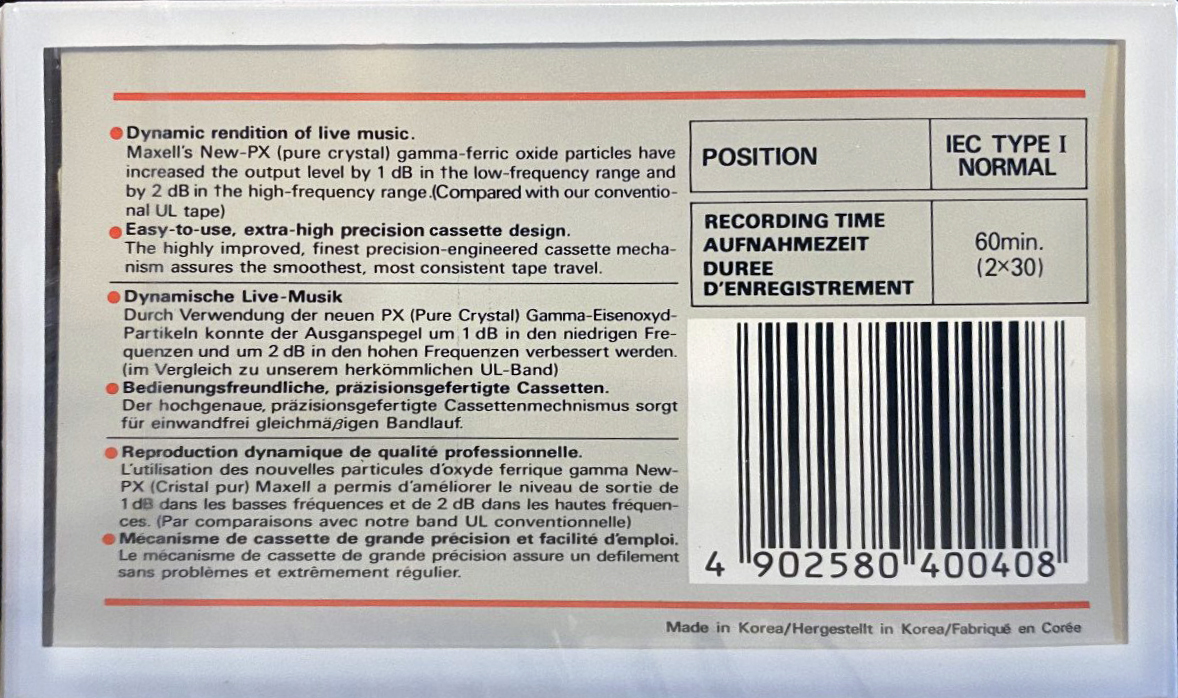 ● Dynamic rendition of live music.
Maxell's New-PX (pure crystal) gamma-ferric oxide particles have
increased the output level by 1 dB in the low-frequency range and
by 2 dB in the high-frequency range.(Compared with our conventio-
nal UL tape)
● Easy-to-use, extra-high precision cassette design.
The highly improved, finest precision-engineered cassette mecha-
nism assures the smoothest, most consistent tape travel.
● Dynamische Live-Musik
Durch Verwendung der neuen PX (Pure Crystal) Gamma-Eisenoxyd-
Partikeln konnte der Ausganspegel um 1 dB in den niedrigen Fre-
quenzen und um 2 dB in den hohen Frequenzen verbessert werden.
(im Vergleich zu unserem herkömmlichen UL-Band)
● Bedienungsfreundliche, präzisionsgefertigte Cassetten.
Der hochgenaue, präzisionsgefertigte Cassettenmechnismus sorgt
für einwandfrei gleichmäßigen Bandlauf.
● Reproduction dynamique de qualité professionnelle.
L'utilisation des nouvelles particules d'oxyde ferrique gamma New-
PX (Cristal pur) Maxell a permis d'améliorer le niveau de sortie de
1 dB dans les basses fréquences et de 2 dB dans les hautes fréquen-
ces. (Par comparaisons avec notre band UL conventionnelle)
● Mécanisme de cassette de grande précision et facilité d'emploi.
Le mécanisme de cassette de grande précision assure un defilement
sans problèmes et extrêmement régulier.
POSITION
IEC TYPE I
NORMAL
RECORDING TIME
AUFNAHMEZEIT
DUREE
D'ENREGISTREMENT
60min.
(2×30)
4 902580 400408
Made in Korea/Hergestellt in Korea/Fabriqué en Corée